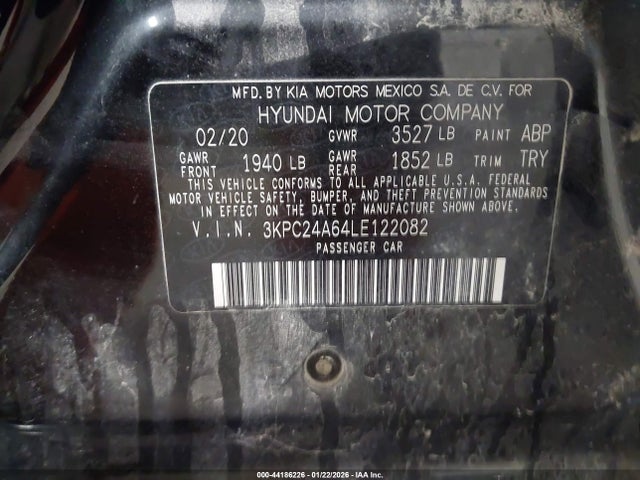 MFD. BY KIA MOTORS MEXICO S.A. DE C.V. FOR
HYUNDAI MOTOR COMPANY
02/20 GVWR 3527 LB PAINT ABP
GAWR FRONT 1940 LB GAWR REAR 1852 LB TRIM TRY
THIS VEHICLE CONFORMS TO ALL APPLICABLE U.S.A. FEDERAL
MOTOR VEHICLE SAFETY, BUMPER, AND THEFT PREVENTION STANDARDS
IN EFFECT ON THE DATE OF MANUFACTURE SHOWN ABOVE.
V.I.N. 3KPC24A64LE122082
PASSENGER CAR
000-44186226 - 01/22/2026 - IAA Inc.